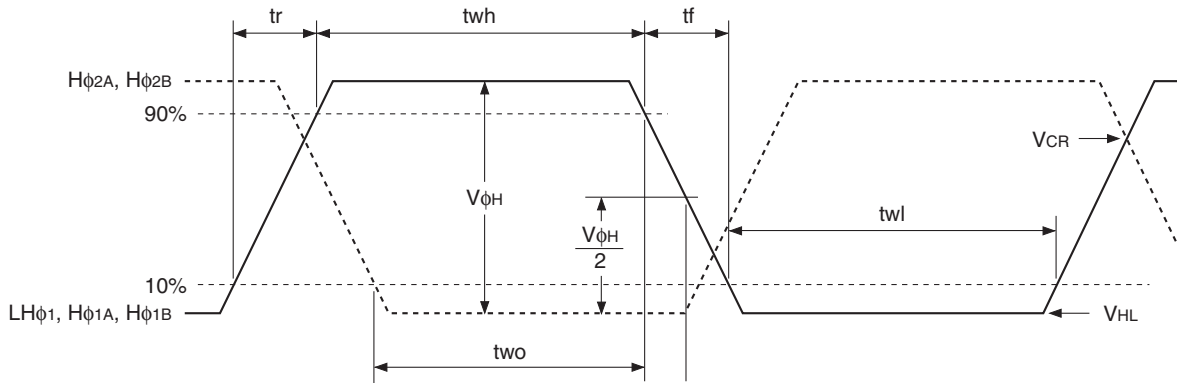 tr
twh
tf
Hϕ2A, Hϕ2B
90%
VCR
VϕH
twl
VϕH
2
10%
LHϕ1, Hϕ1A, Hϕ1B
VHL
two